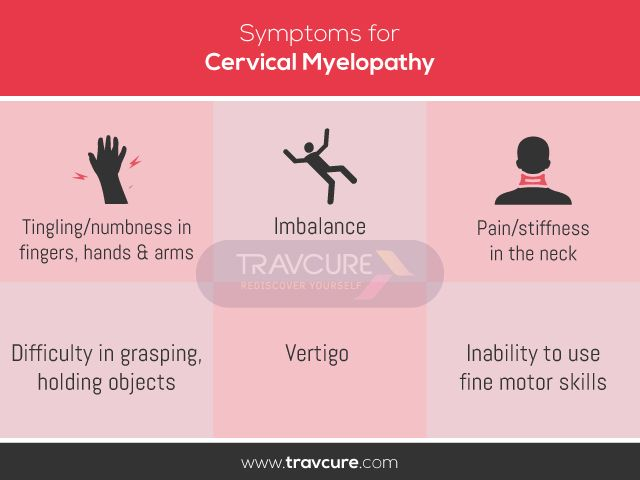 Symptoms for
Cervical Myelopathy
Tingling/numbness in
fingers, hands & arms
Imbalance
Pain/stiffness
in the neck
TRAVCURE
REDISCOVER YOURSELF
Difficulty in grasping,
holding objects
Vertigo
Inability to use
fine motor skills
www.travcure.com